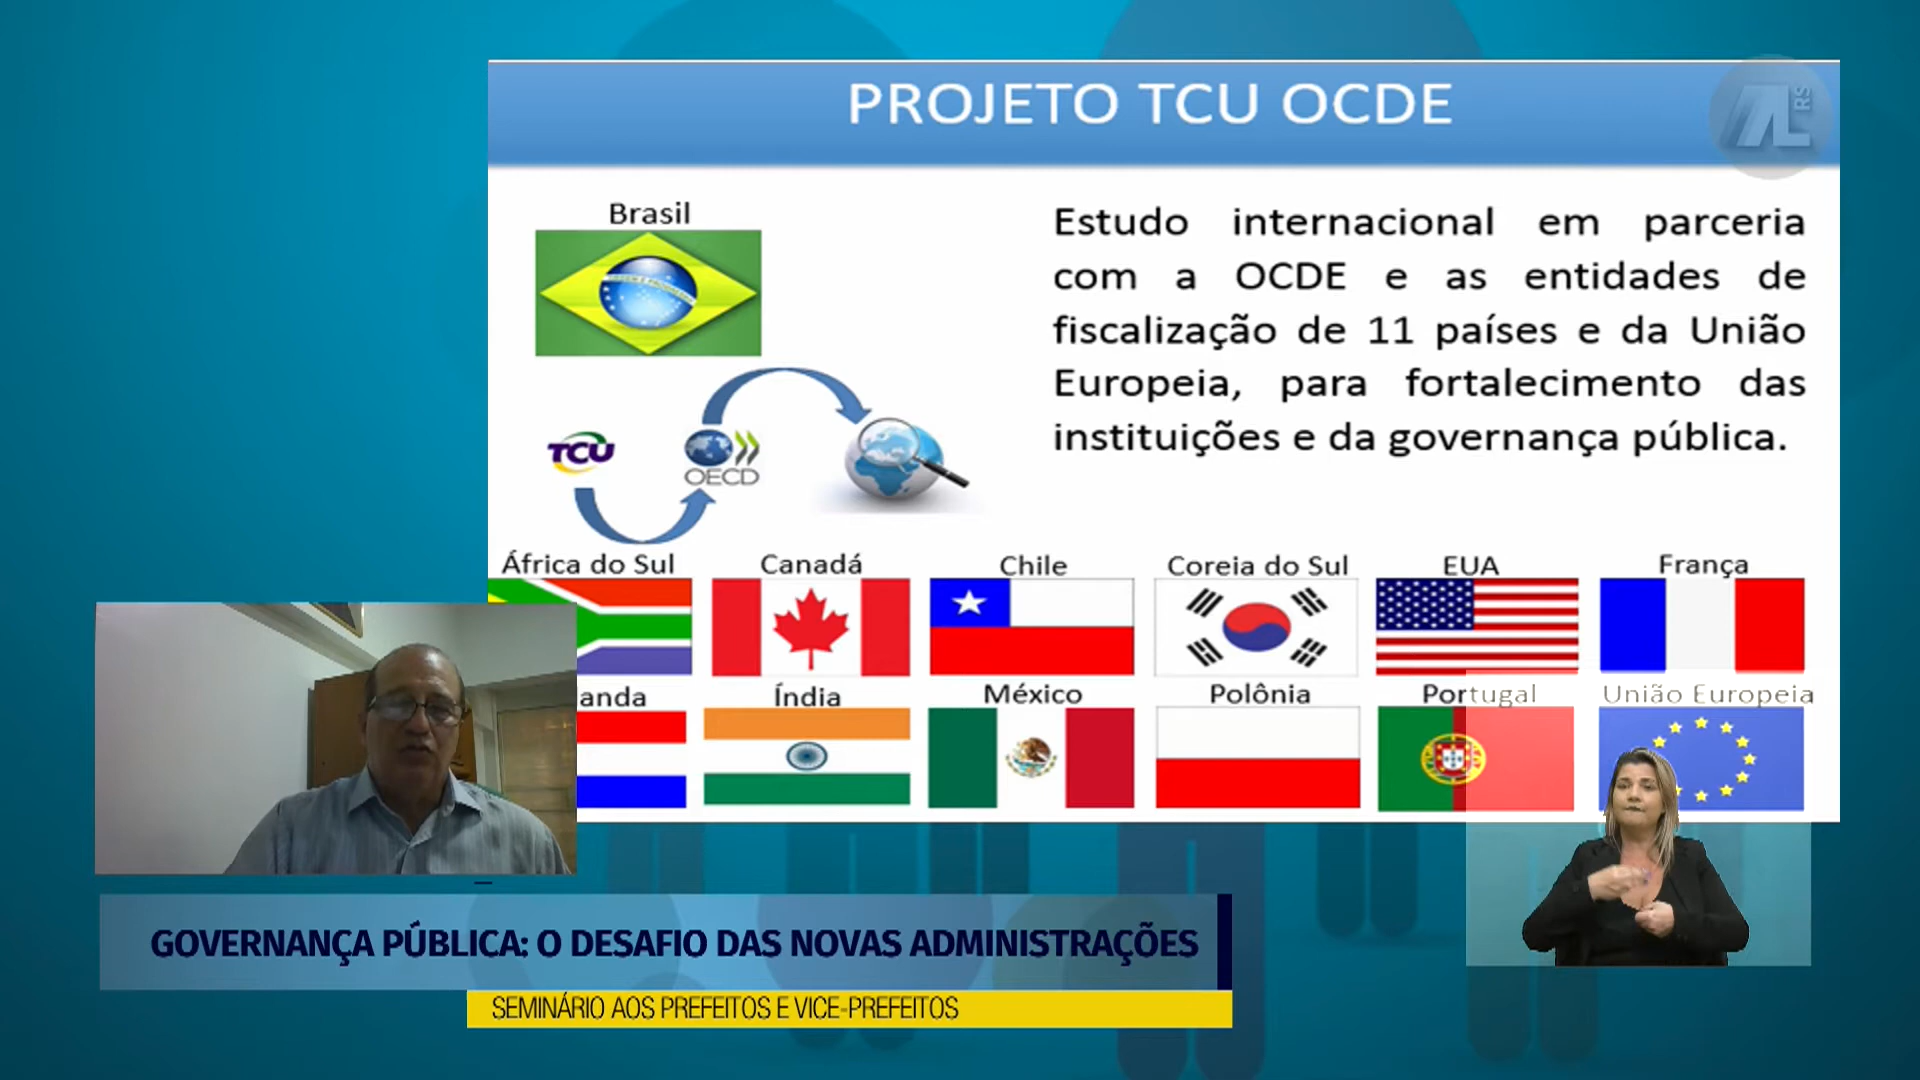 PROJETO TCU OCDE
RS
Brasil
Estudo internacional em parceria
com a OCDE e as entidades de
fiscalização de 11 países e da União
Europeia, para fortalecimento das
instituições e da governança pública.
TCU
OECD
África do Sul
Canadá
Chile
Coreia do Sul
EUA
França
anda
Índia
México
Polônia
Portugal
União Europeia
GOVERNANÇA PÚBLICA: O DESAFIO DAS NOVAS ADMINISTRAÇÕES
SEMINÁRIO AOS PREFEITOS E VICE-PREFEITOS